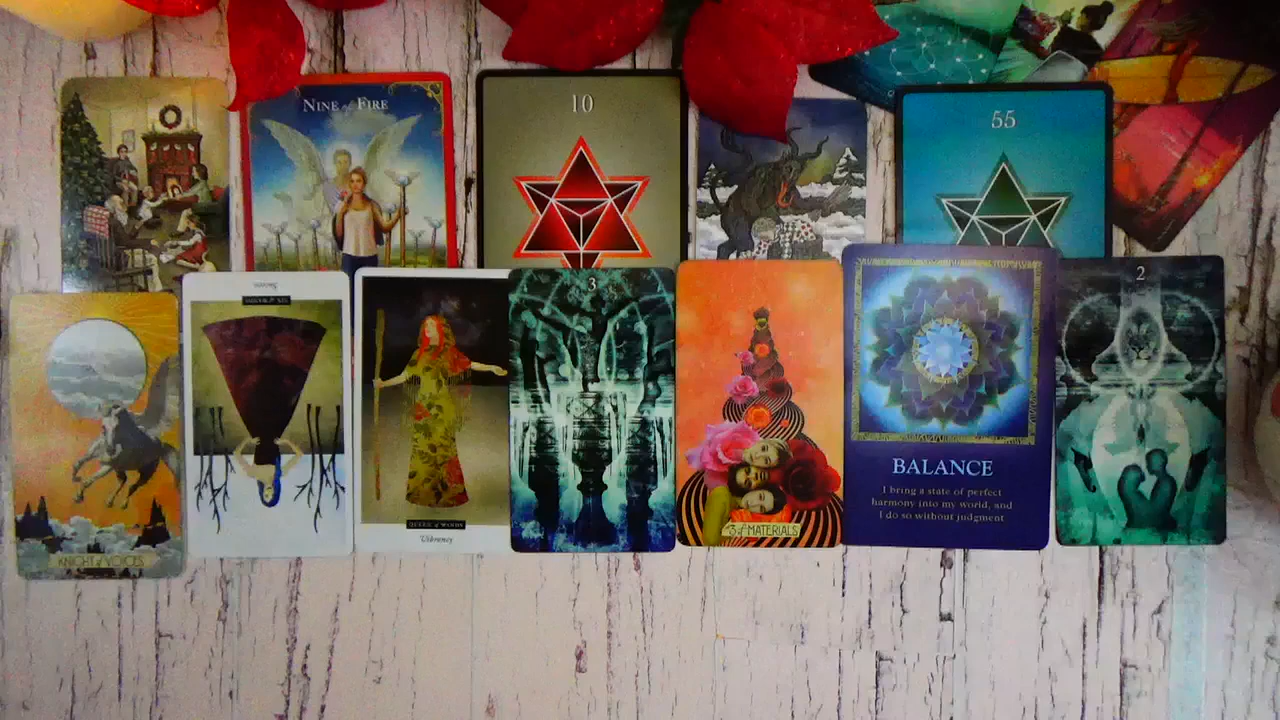 NINE of FIRE
10
55
3
2
BALANCE
I bring a state of perfect
harmony into my world, and
I do so without judgment
KNIGHT of VOICES
QUEEN of WANDS
Vibrancy
3 of MATERIALS